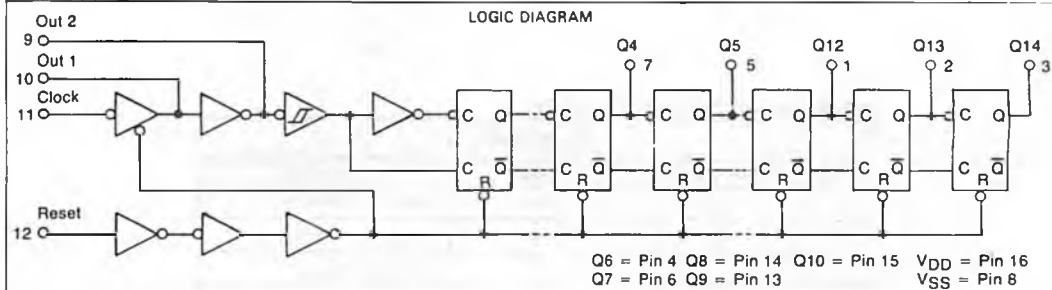 LOGIC DIAGRAM
Out 2
9
Out 1
10
Clock
11
Reset
12
Q4
7
Q5
5
Q12
1
Q13
2
Q14
3
C Q
C Q̅
R
C Q
C Q̅
R
C Q
C Q̅
R
C Q
C Q̅
R
C Q
C Q̅
R
C Q
C Q̅
R
Q6 = Pin 4 Q8 = Pin 14 Q10 = Pin 15 VDD = Pin 16
Q7 = Pin 6 Q9 = Pin 13 VSS = Pin 8